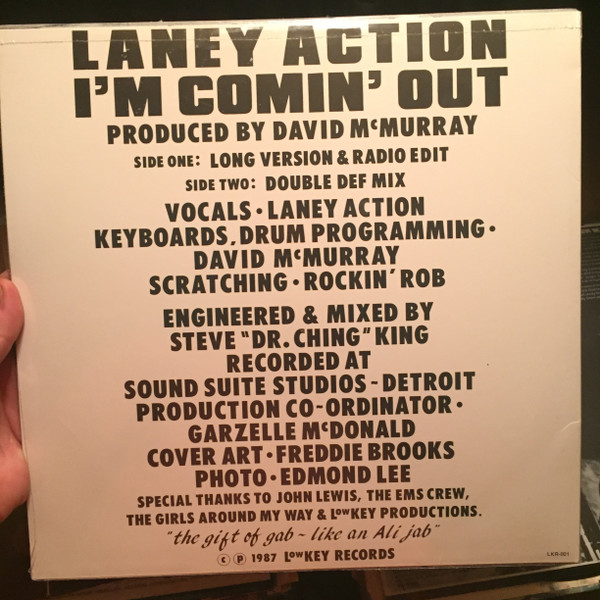 LANEY ACTION
I'M COMIN' OUT
PRODUCED BY DAVID McMURRAY
SIDE ONE: LONG VERSION & RADIO EDIT
SIDE TWO: DOUBLE DEF MIX
VOCALS • LANEY ACTION
KEYBOARDS, DRUM PROGRAMMING •
DAVID McMURRAY
SCRATCHING • ROCKIN' ROB
ENGINEERED & MIXED BY
STEVE "DR. CHING" KING
RECORDED AT
SOUND SUITE STUDIOS - DETROIT
PRODUCTION CO-ORDINATOR •
GARZELLE McDONALD
COVER ART • FREDDIE BROOKS
PHOTO • EDMOND LEE
SPECIAL THANKS TO JOHN LEWIS, THE EMS CREW,
THE GIRLS AROUND MY WAY & LowKEY PRODUCTIONS.
"the gift of gab - like an Ali jab"
© ℗ 1987 LowKEY RECORDS
LKR-001